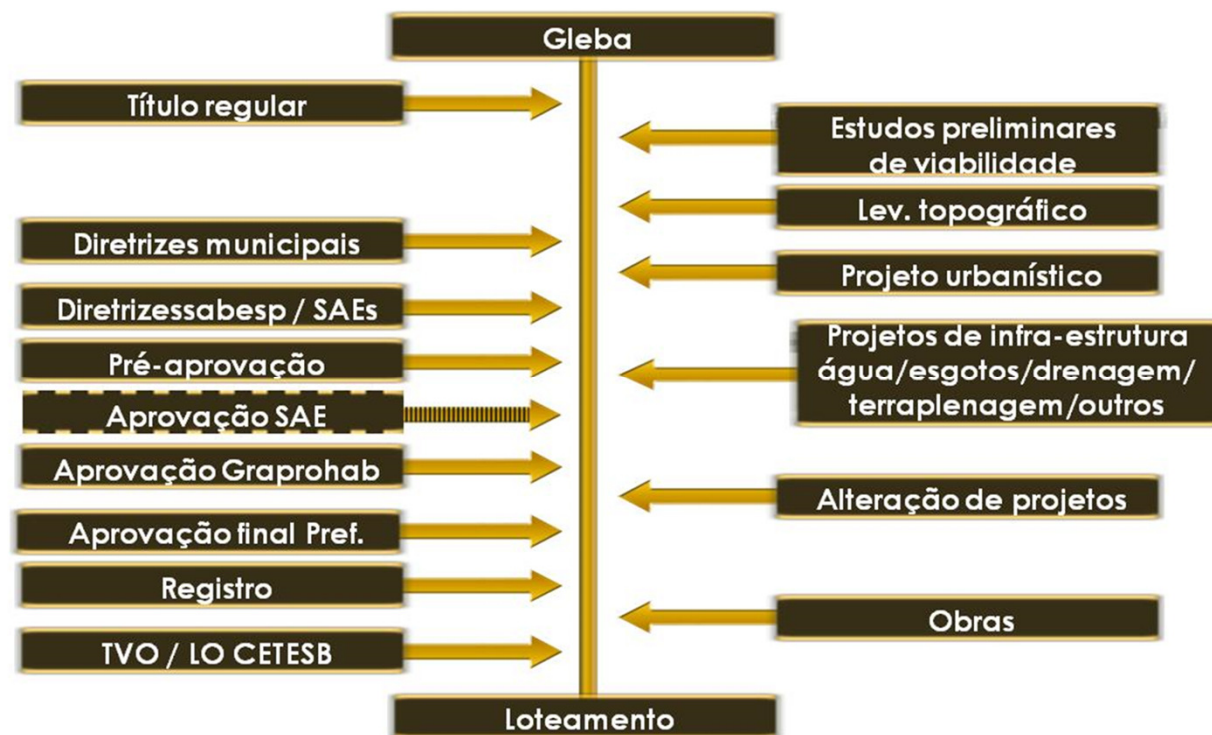 Gleba
Título regular
Estudos preliminares
de viabilidade
Lev. topográfico
Diretrizes municipais
Projeto urbanístico
Diretrizessabesp / SAEs
Projetos de infra-estrutura
água/esgotos/drenagem/
terraplenagem/outros
Pré-aprovação
Aprovação SAE
Aprovação Graprohab
Alteração de projetos
Aprovação final Pref.
Registro
Obras
TVO / LO CETESB
Loteamento